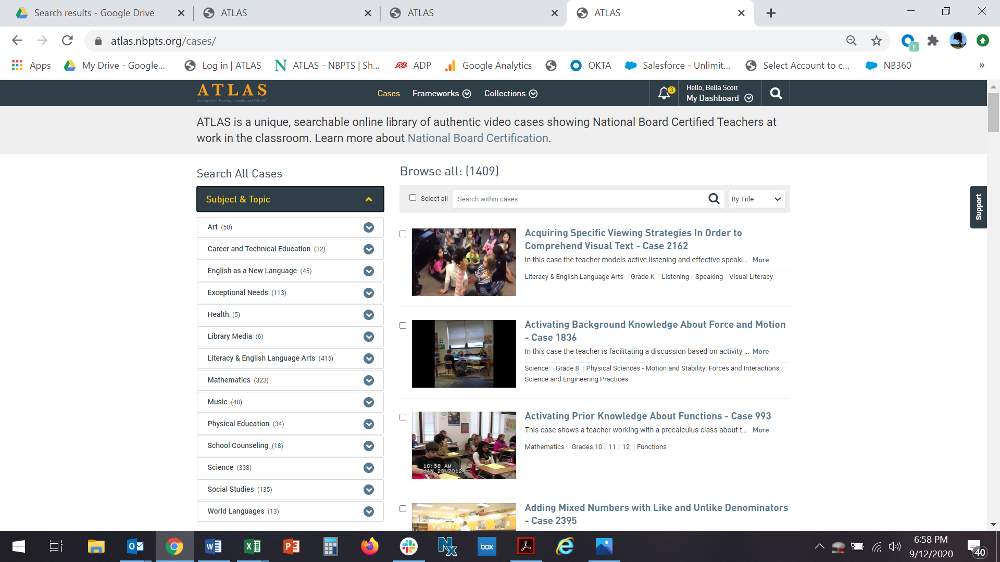 Search results - Google Drive
ATLAS
ATLAS
ATLAS
atlas.nbpts.org/cases/
Apps
My Drive - Google...
Log in | ATLAS
ATLAS - NBPTS | Sh...
ADP
Google Analytics
OKTA
Salesforce - Unlimit...
Select Account to c...
NB360
»
ATLAS
Accomplished Teaching, Learning and Schools
Cases
Frameworks
Collections
3
Hello, Bella Scott
My Dashboard
ATLAS is a unique, searchable online library of authentic video cases showing National Board Certified Teachers at
work in the classroom. Learn more about National Board Certification.
Search All Cases
Subject & Topic
Art (50)
Career and Technical Education (32)
English as a New Language (45)
Exceptional Needs (113)
Health (5)
Library Media (6)
Literacy & English Language Arts (415)
Mathematics (323)
Music (48)
Physical Education (34)
School Counseling (18)
Science (338)
Social Studies (135)
World Languages (13)
Browse all: (1409)
Select all
Search within cases
By Title
Acquiring Specific Viewing Strategies In Order to
Comprehend Visual Text - Case 2162
In this case the teacher models active listening and effective speaki... More
Literacy & English Language Arts | Grade K | Listening / Speaking / Visual Literacy
Activating Background Knowledge About Force and Motion
- Case 1836
In this case the teacher is facilitating a discussion based on activity ... More
Science | Grade 8 | Physical Sciences - Motion and Stability: Forces and Interactions /
Science and Engineering Practices
Activating Prior Knowledge About Functions - Case 993
This case shows a teacher working with a precalculus class about t... More
Mathematics | Grades 10 / 11 / 12 | Functions
10:58 AM
JAN. 20 2012
Adding Mixed Numbers with Like and Unlike Denominators
- Case 2395
Support
box
6:58 PM
9/12/2020
40